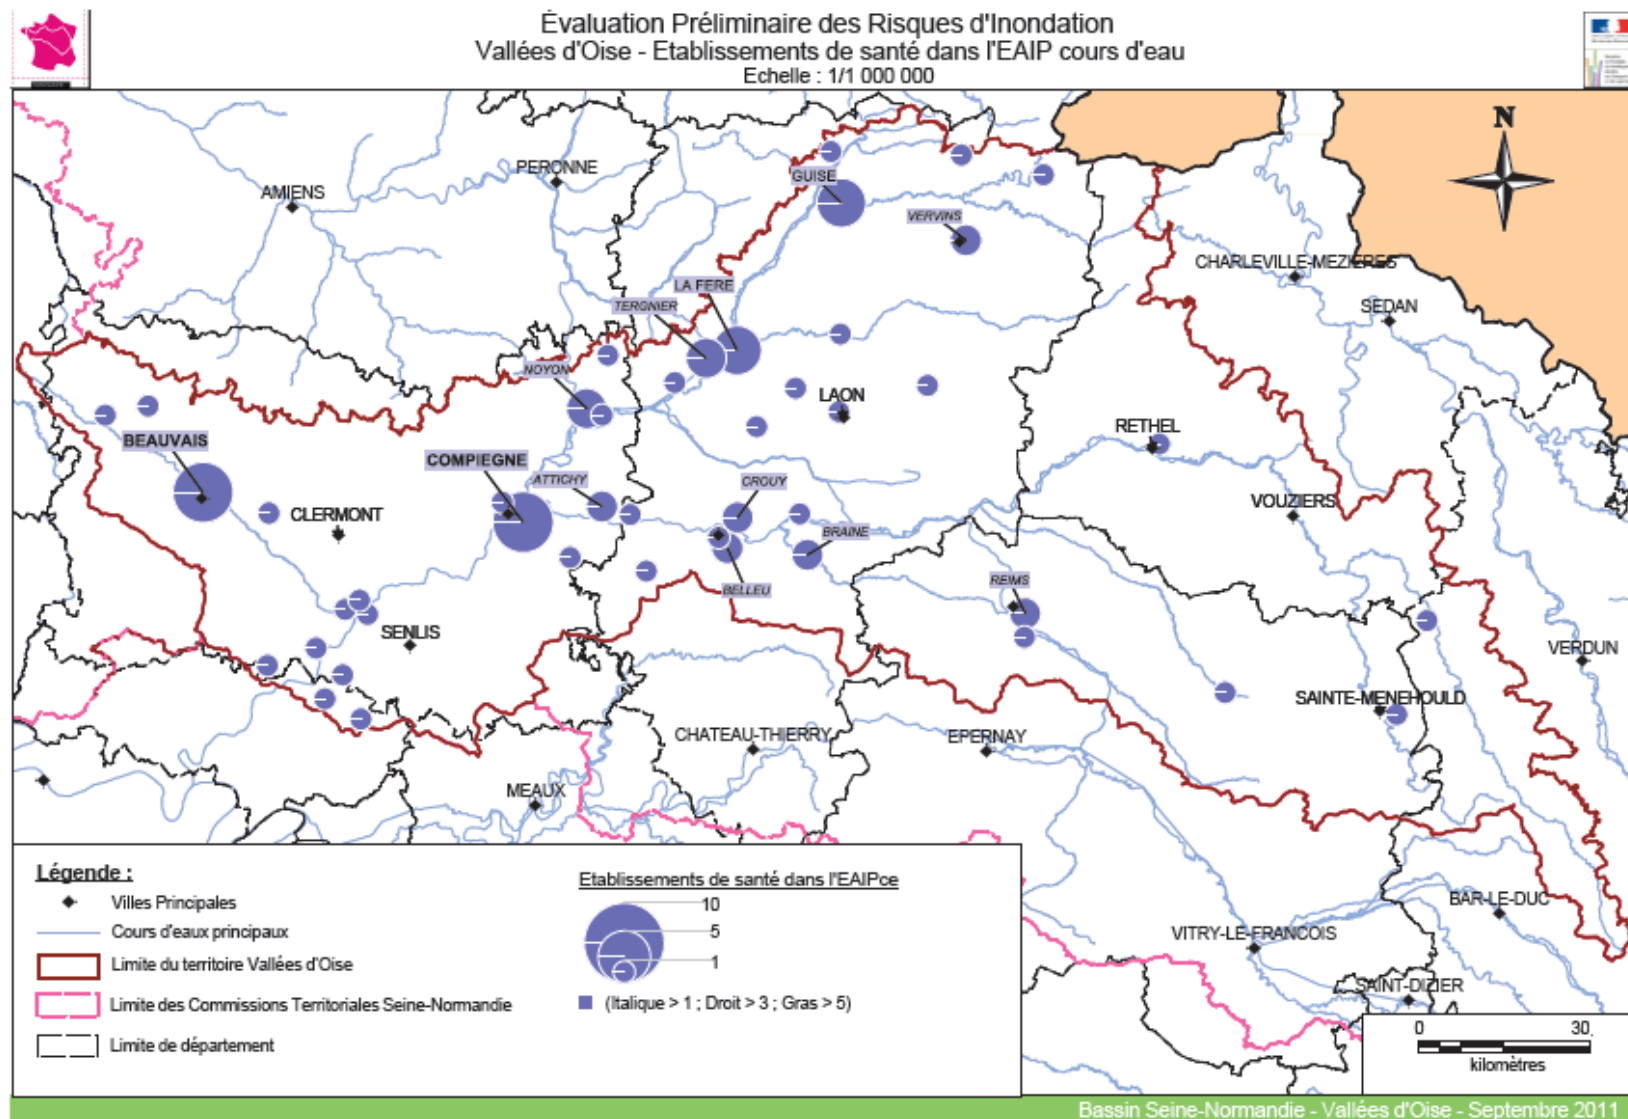 Évaluation Préliminaire des Risques d'Inondation
Vallées d'Oise - Etablissements de santé dans l'EAIP cours d'eau
Echelle : 1/1 000 000
N
PERONNE
AMIENS
GUISE
VERVINS
CHARLEVILLE-MEZIERES
LA FERE
TERGNIER
SEDAN
NOYON
LAON
RETHEL
BEAUVAIS
COMPIEGNE
ATTICHY
CROUY
VOUZIERS
CLERMONT
BRAINE
REIMS
BELLEU
SENLIS
VERDUN
SAINTE-MENEHOULD
CHATEAU-THIERRY
EPERNAY
MEAUX
BAR-LE-DUC
VITRY-LE-FRANCOIS
SAINT-DIZIER
Légende :
Villes Principales
Cours d'eaux principaux
Limite du territoire Vallées d'Oise
Limite des Commissions Territoriales Seine-Normandie
Limite de département
Etablissements de santé dans l'EAIPce
10
5
1
(Italique > 1 ; Droit > 3 ; Gras > 5)
0 30.
kilomètres
Bassin Seine-Normandie - Vallées d'Oise - Septembre 2011